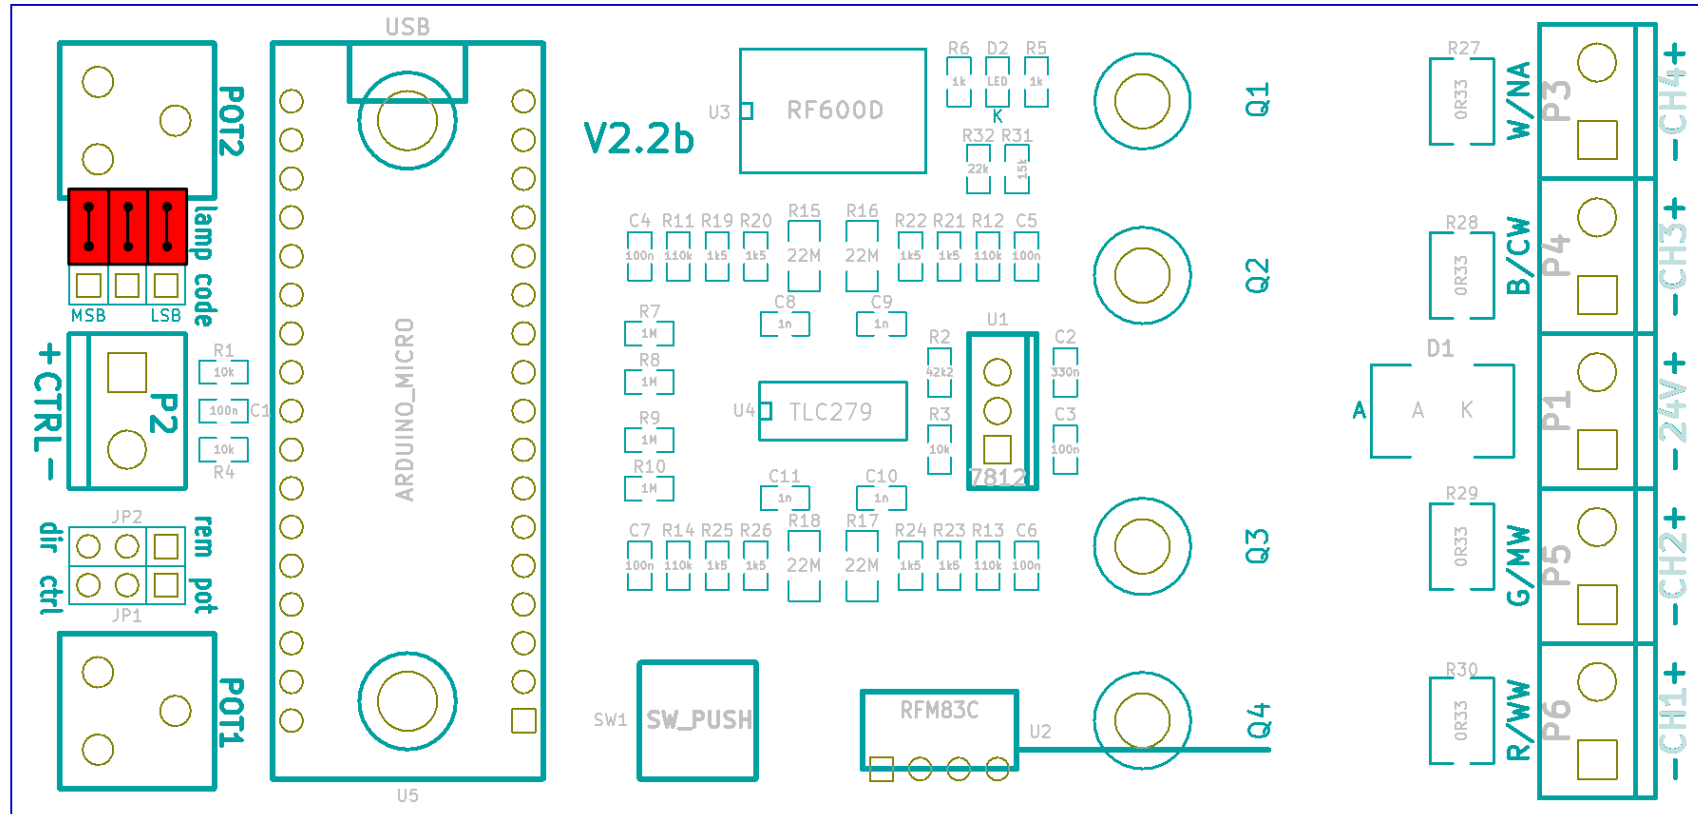 USB
POT2
lamp code
MSB
LSB
+CTRL-
P2
R1
10k
100n
C1
10k
R4
JP2
dir
rem
ctrl
pot
JP1
POT1
ARDUINO_MICRO
U5
V2.2b
U3
RF600D
R6
D2
R5
1k
LED
1k
K
R32
R31
22k
15k
C4
R11
R19
R20
R15
R16
R22
R21
R12
C5
100n
110k
1k5
1k5
22M
22M
1k5
1k5
110k
100n
R7
1M
R8
1M
R9
1M
R10
1M
C8
1n
C9
1n
U4
TLC279
C11
1n
C10
1n
U1
R2
42k2
C2
330n
R3
10k
C3
100n
7812
C7
R14
R25
R26
R18
R17
R24
R23
R13
C6
100n
110k
1k5
1k5
22M
22M
1k5
1k5
110k
100n
SW1
SW_PUSH
RFM83C
U2
Q1
Q2
Q3
Q4
R27
0R33
W/NA
P3
-CH4+
R28
0R33
B/CW
P4
-CH3+
D1
A
A
K
P1
-24V+
R29
0R33
G/MW
P5
-CH2+
R30
0R33
R/WW
P6
-CH1+